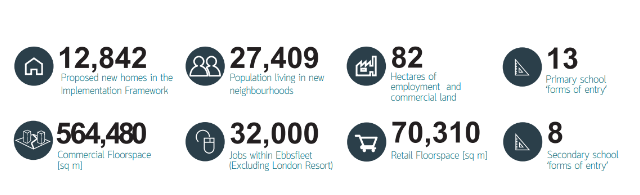 12,842
Proposed new homes in the
implementation Framework
27,409
Population living in new
neighbourhoods
82
Hectares of
employment and
commercial land
13
Primary school
'forms of entry'
564,480
Commercial Floorspace
[sq m]
32,000
Jobs within Ebbsfleet
(Excluding London Resort)
70,310
Retail Floorspace [sq m]
8
Secondary school
'forms of entry'